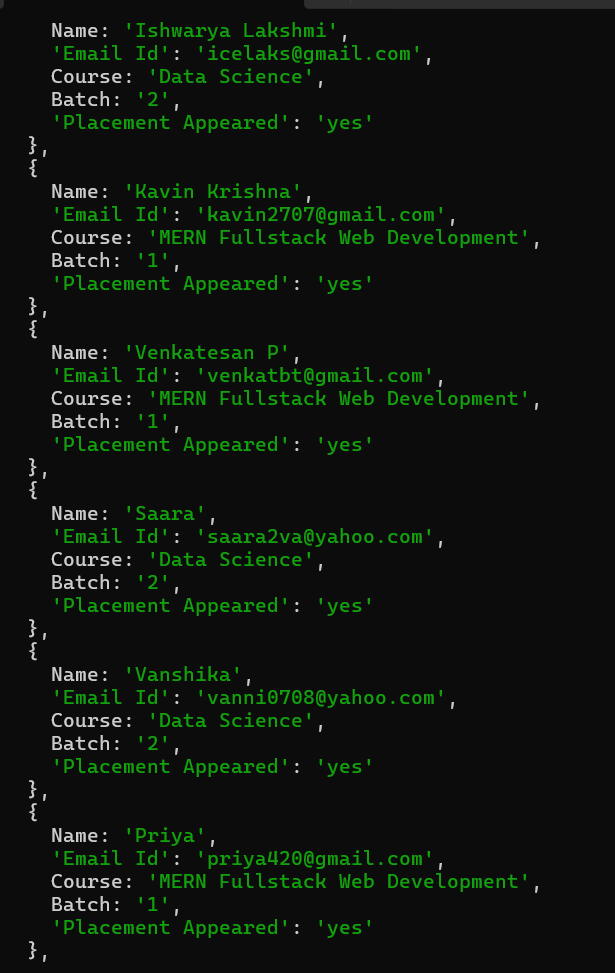 Name: 'Ishwarya Lakshmi',
'Email Id': 'icelaks@gmail.com',
Course: 'Data Science',
Batch: '2',
'Placement Appeared': 'yes'
},
{
Name: 'Kavin Krishna',
'Email Id': 'kavin2707@gmail.com',
Course: 'MERN Fullstack Web Development',
Batch: '1',
'Placement Appeared': 'yes'
},
{
Name: 'Venkatesan P',
'Email Id': 'venkatbt@gmail.com',
Course: 'MERN Fullstack Web Development',
Batch: '1',
'Placement Appeared': 'yes'
},
{
Name: 'Saara',
'Email Id': 'saara2va@yahoo.com',
Course: 'Data Science',
Batch: '2',
'Placement Appeared': 'yes'
},
{
Name: 'Vanshika',
'Email Id': 'vanni0708@yahoo.com',
Course: 'Data Science',
Batch: '2',
'Placement Appeared': 'yes'
},
{
Name: 'Priya',
'Email Id': 'priya420@gmail.com',
Course: 'MERN Fullstack Web Development',
Batch: '1',
'Placement Appeared': 'yes'
},